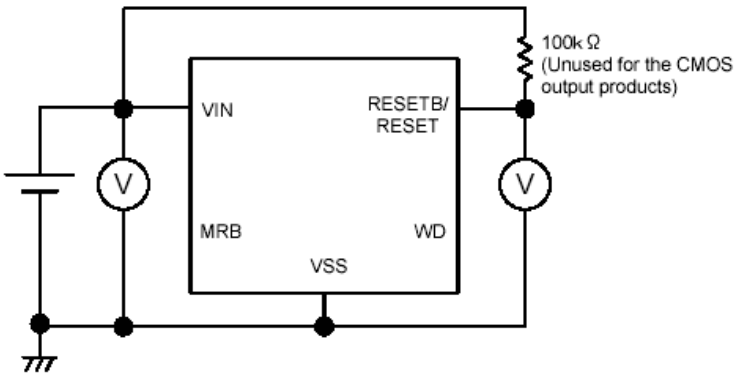 100k Ω
(Unused for the CMOS
output products)
VIN
RESETB/
RESET
V
V
MRB
WD
VSS